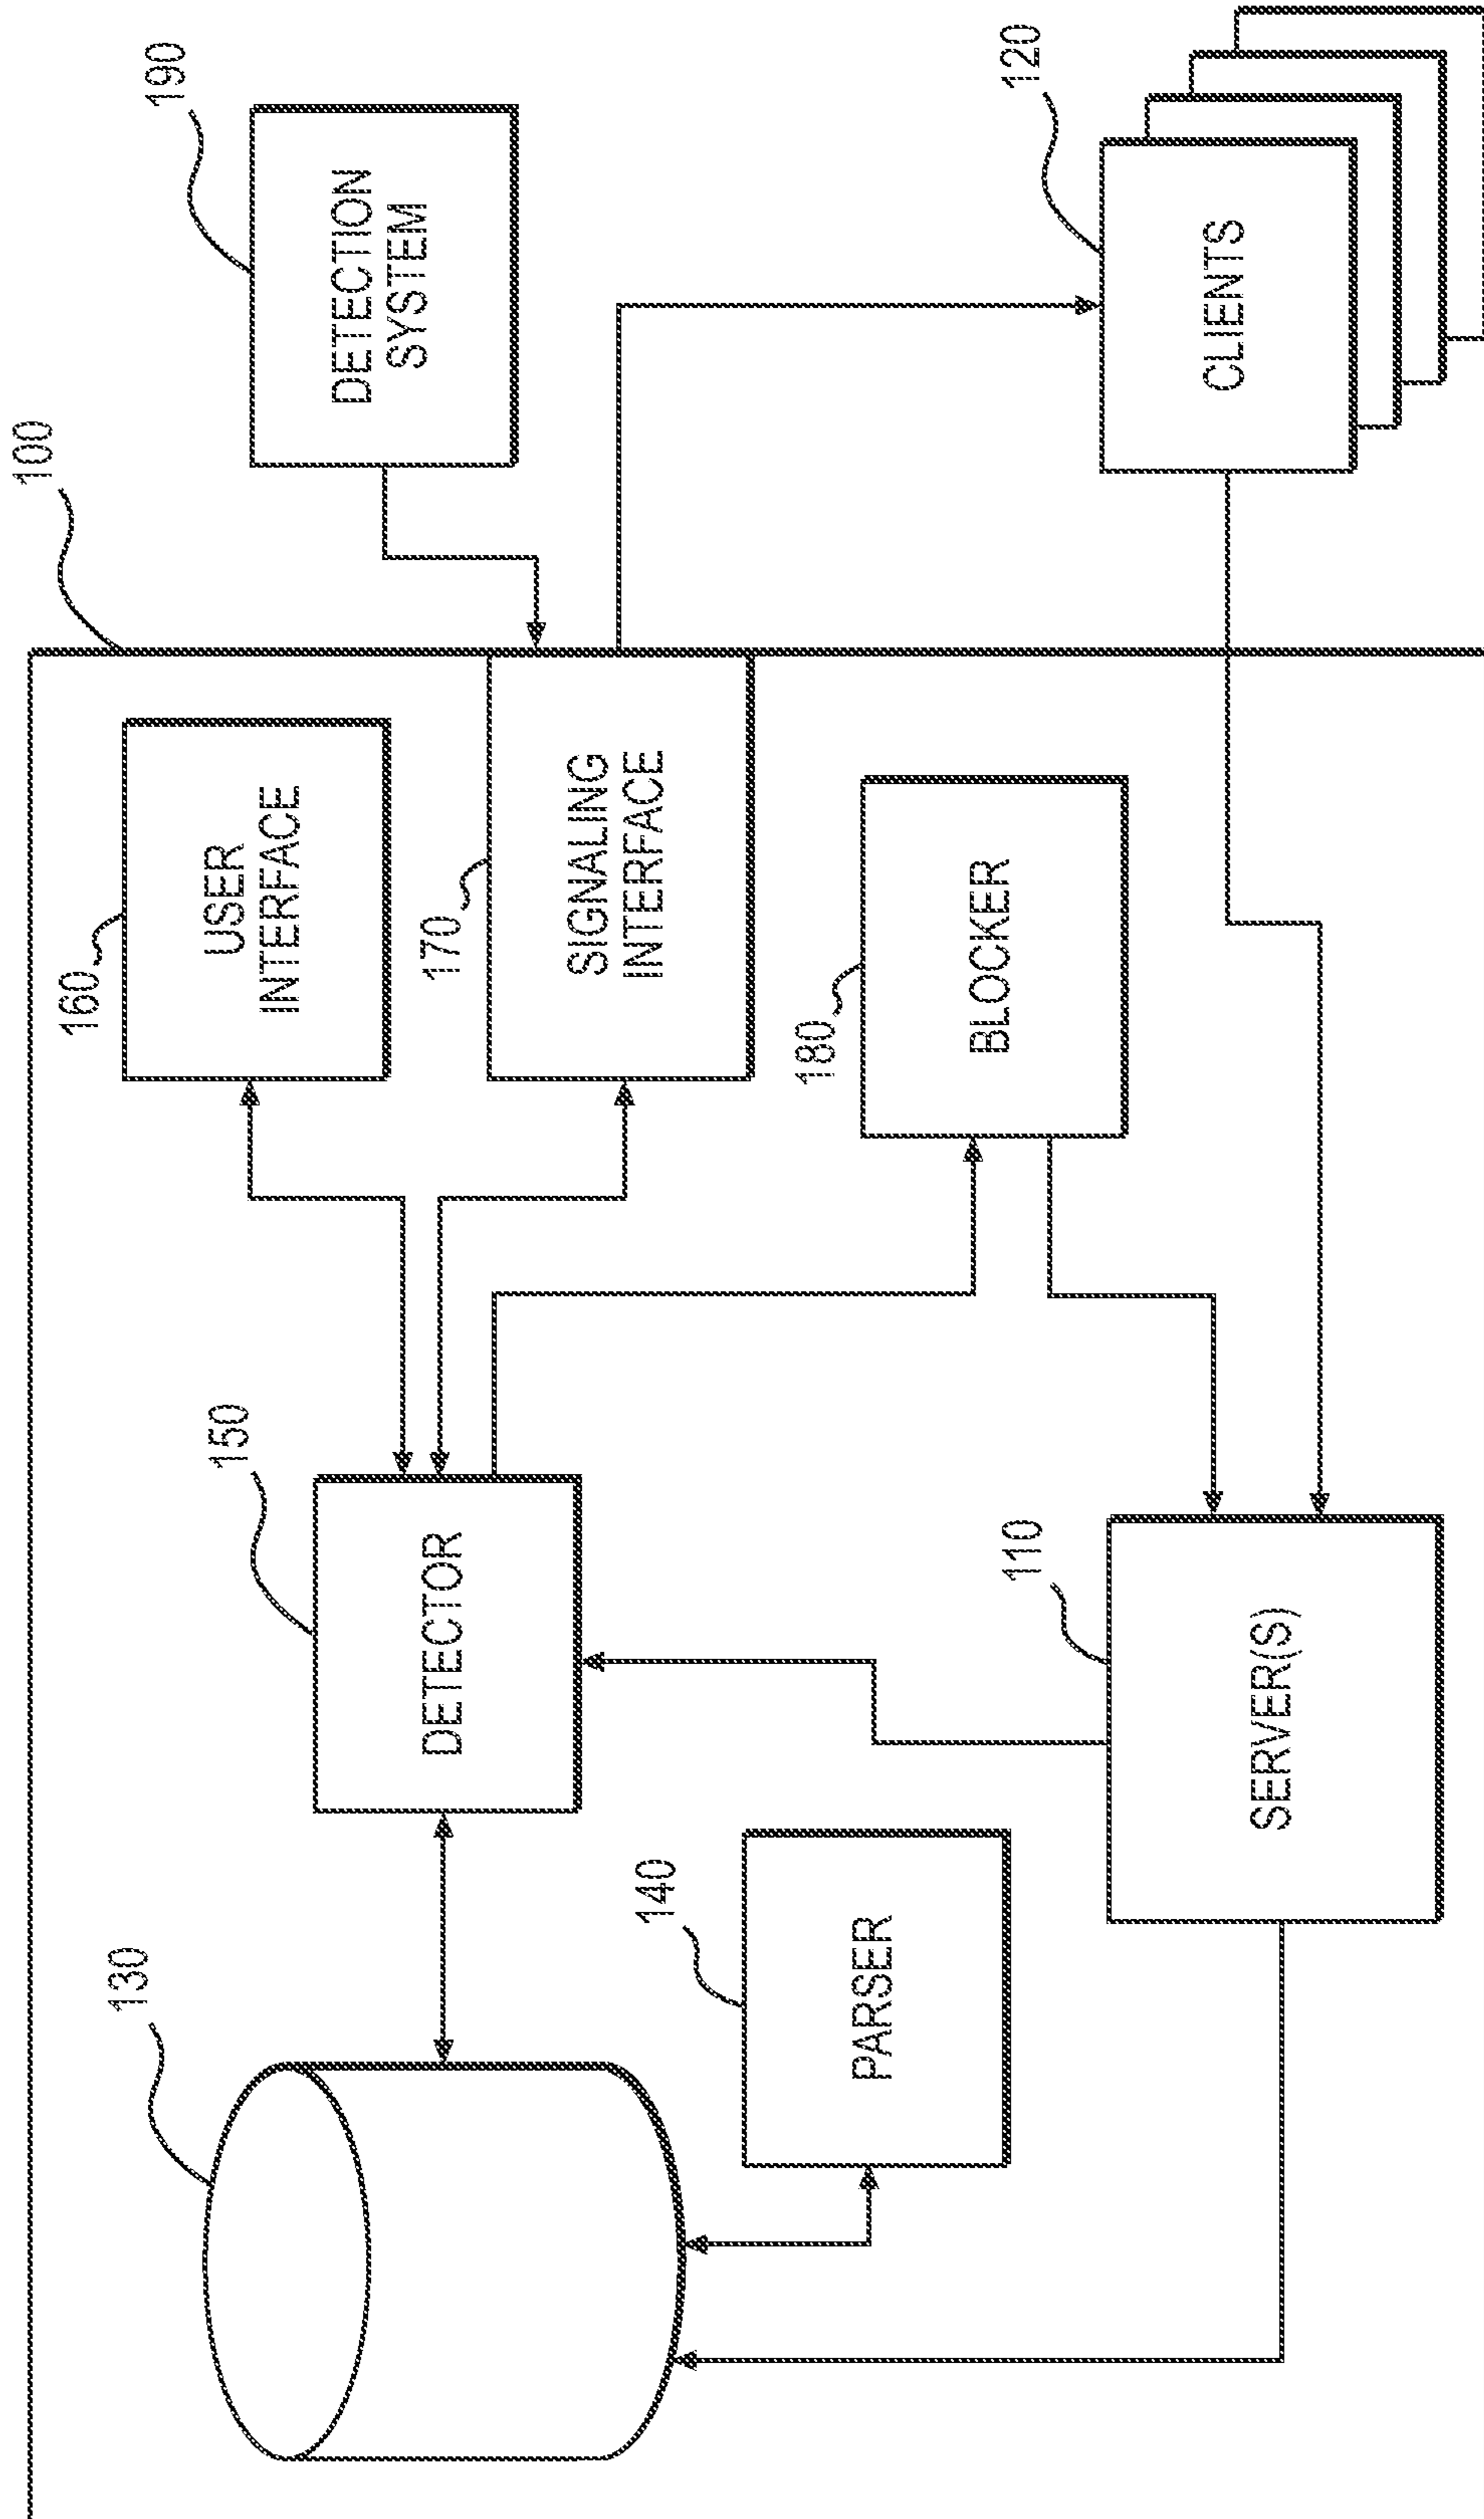 130
150
160
USER
INTERFACE
100
190
DETECTION
SYSTEM
DETECTOR
170
SIGNALING
INTERFACE
140
PARSER
180
BLOCKER
110
SERVER(S)
120
CLIENTS